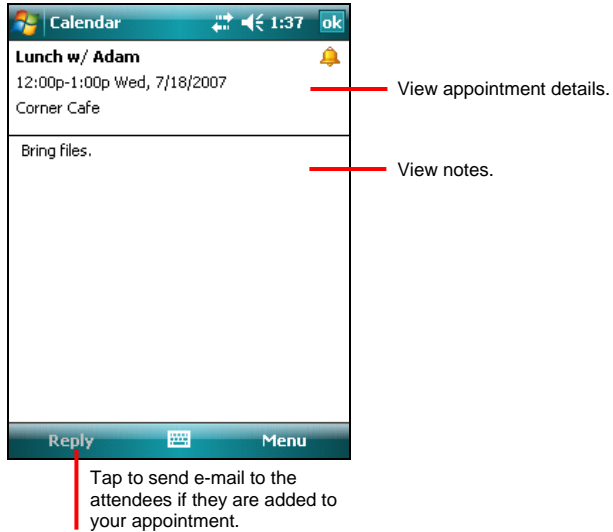 Calendar 1:37 ok
Lunch w/ Adam
12:00p-1:00p Wed, 7/18/2007
Corner Cafe
View appointment details.
Bring files.
View notes.
Reply Menu
Tap to send e-mail to the
attendees if they are added to
your appointment.